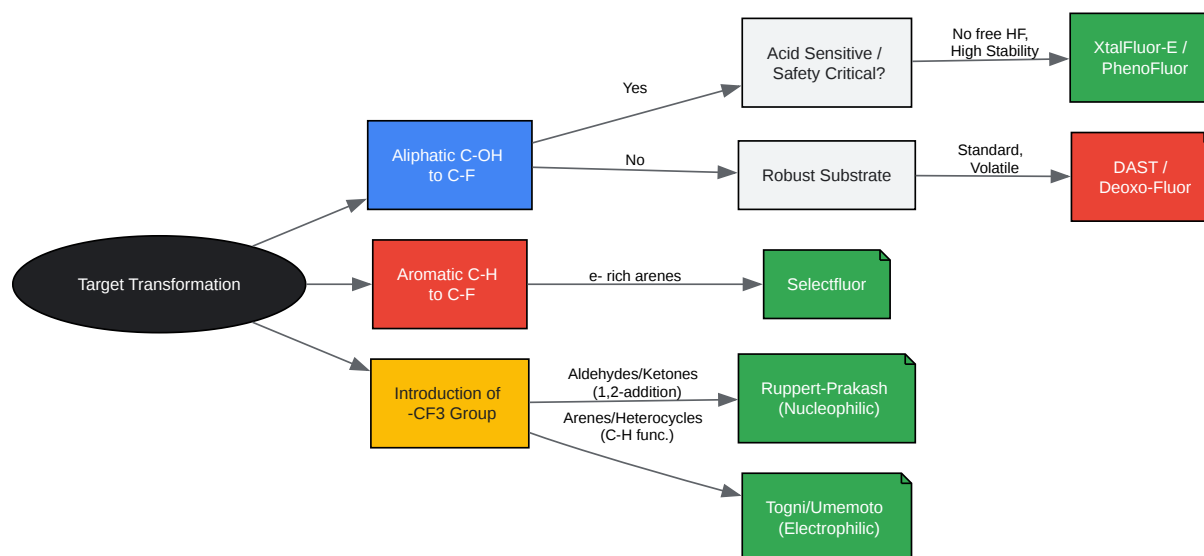 Target Transformation
Aliphatic C-OH
to C-F
Yes
Acid Sensitive /
Safety Critical?
No free HF,
High Stability
XtalFluor-E /
PhenoFluor
No
Robust Substrate
Standard,
Volatile
DAST /
Deoxo-Fluor
Aromatic C-H
to C-F
e- rich arenes
Selectfluor
Introduction of
-CF3 Group
Aldehydes/Ketones
(1,2-addition)
Ruppert-Prakash
(Nucleophilic)
Arenes/Heterocycles
(C-H func.)
Togni/Umemoto
(Electrophilic)